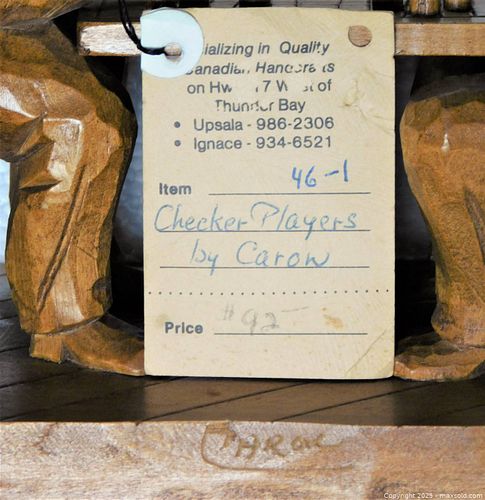 ializing in Quality
Canadian Handcrafts
on Hwy 17 West of
Thunder Bay
• Upsala - 986-2306
• Ignace - 934-6521
Item 46-1
Checker Players
by Carow
Price $92
Copyright 2025 - maxsold.com